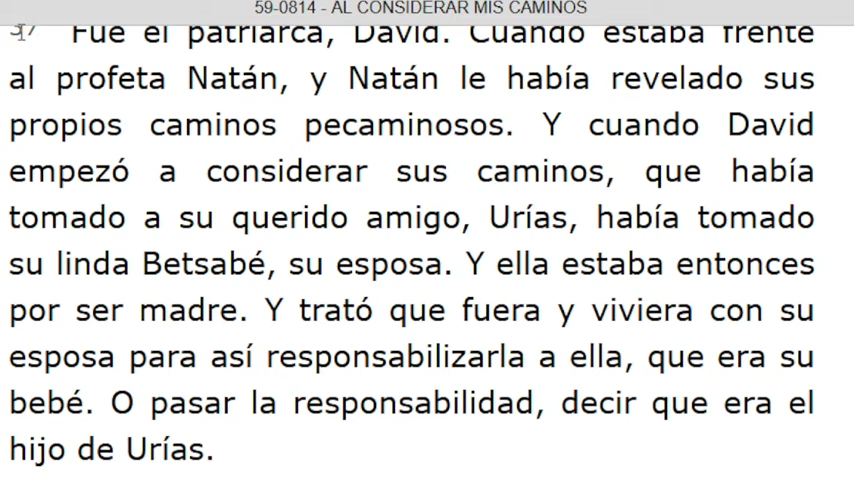 59-0814 - AL CONSIDERAR MIS CAMINOS
37 Fue el patriarca, David. Cuando estaba frente
al profeta Natán, y Natán le había revelado sus
propios caminos pecaminosos. Y cuando David
empezó a considerar sus caminos, que había
tomado a su querido amigo, Urías, había tomado
su linda Betsabé, su esposa. Y ella estaba entonces
por ser madre. Y trató que fuera y viviera con su
esposa para así responsabilizarla a ella, que era su
bebé. O pasar la responsabilidad, decir que era el
hijo de Urías.